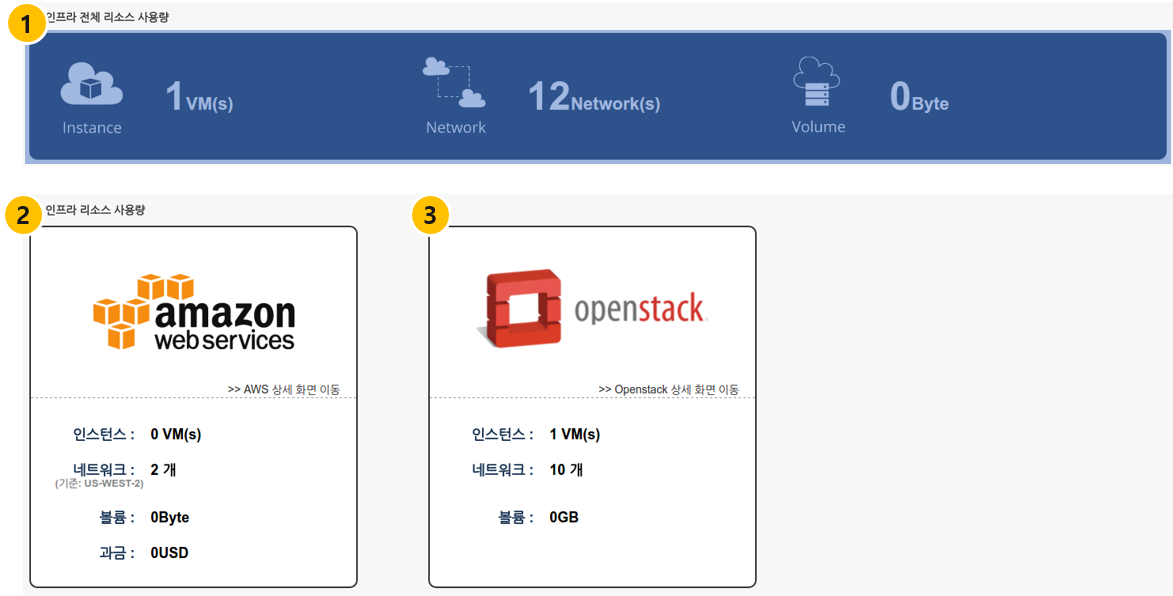 1
인프라 전체 리소스 사용량
1VM(s)
12Network(s)
0Byte
Instance
Network
Volume
2
인프라 리소스 사용량
3
amazon
web services
openstack
>> AWS 상세 화면 이동
>> Openstack 상세 화면 이동
인스턴스 : 0 VM(s)
네트워크 : 2 개
(기준: US-WEST-2)
볼륨 : 0Byte
과금 : 0USD
인스턴스 : 1 VM(s)
네트워크 : 10 개
볼륨 : 0GB